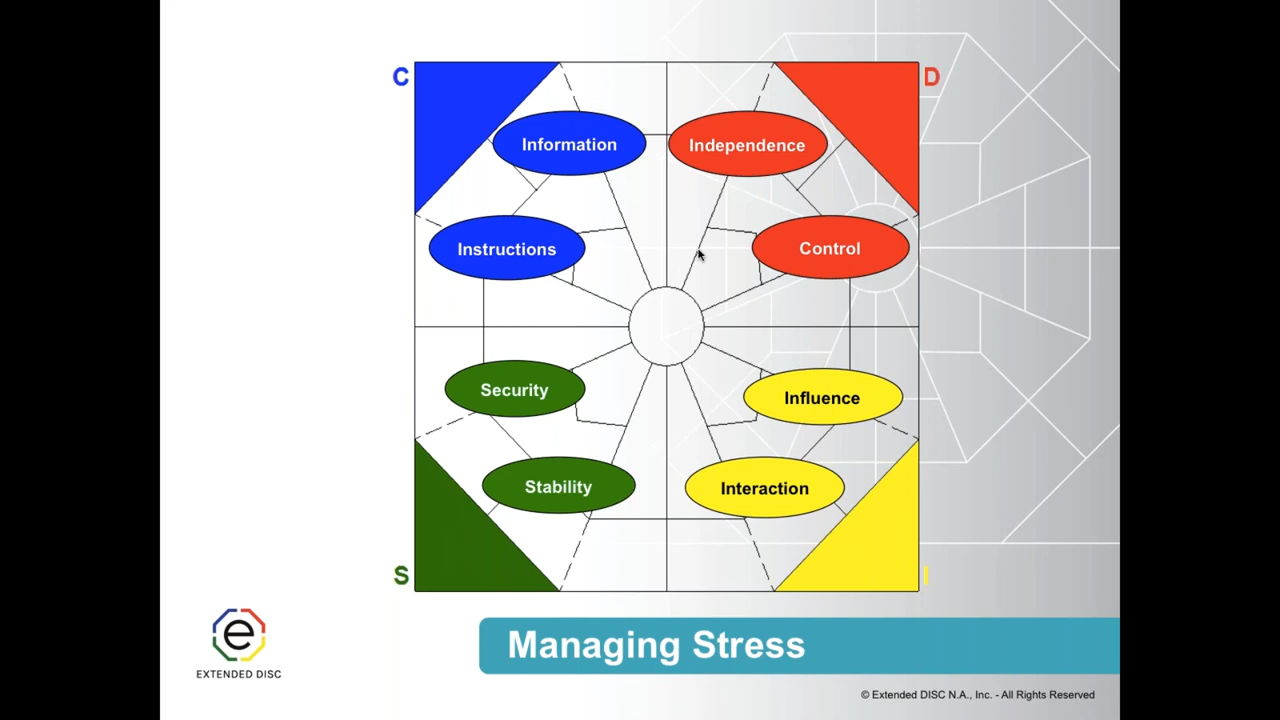 C
D
Information
Independence
Instructions
Control
Security
Influence
Stability
Interaction
S
I
e
EXTENDED DISC
Managing Stress
© Extended DISC N.A., Inc. - All Rights Reserved